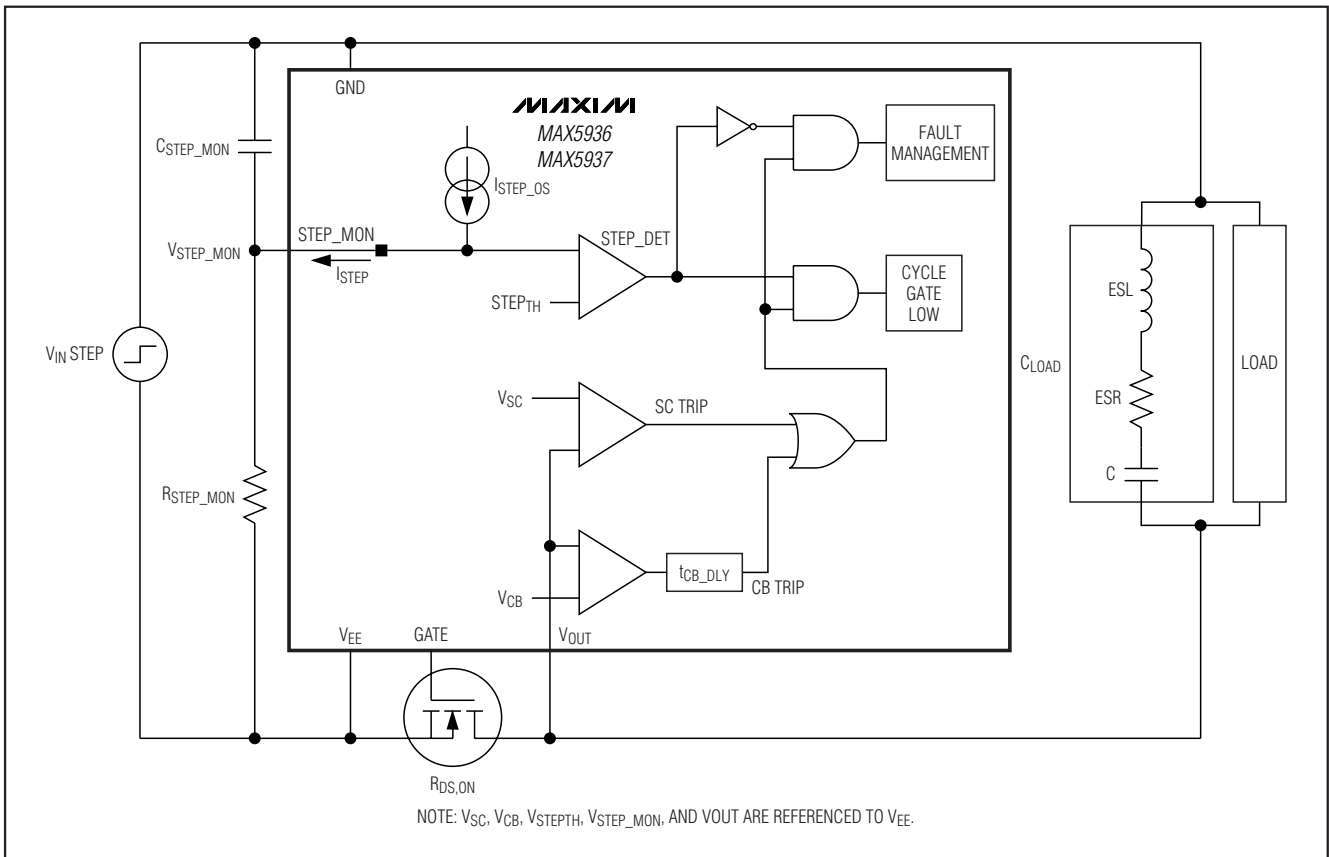 GND
MAXIM
MAX5936
MAX5937
CSTEP_MON
ISTEP_OS
FAULT
MANAGEMENT
VSTEP_MON
STEP_MON
ISTEP
STEP_DET
STEPTH
CYCLE
GATE
LOW
VIN STEP
ESL
CLOAD
LOAD
ESR
C
VSC
SC TRIP
RSTEP_MON
VCB
tCB_DLY
CB TRIP
VEE
GATE
VOUT
RDS,ON
NOTE: VSC, VCB, VSTEPTH, VSTEP_MON, AND VOUT ARE REFERENCED TO VEE.